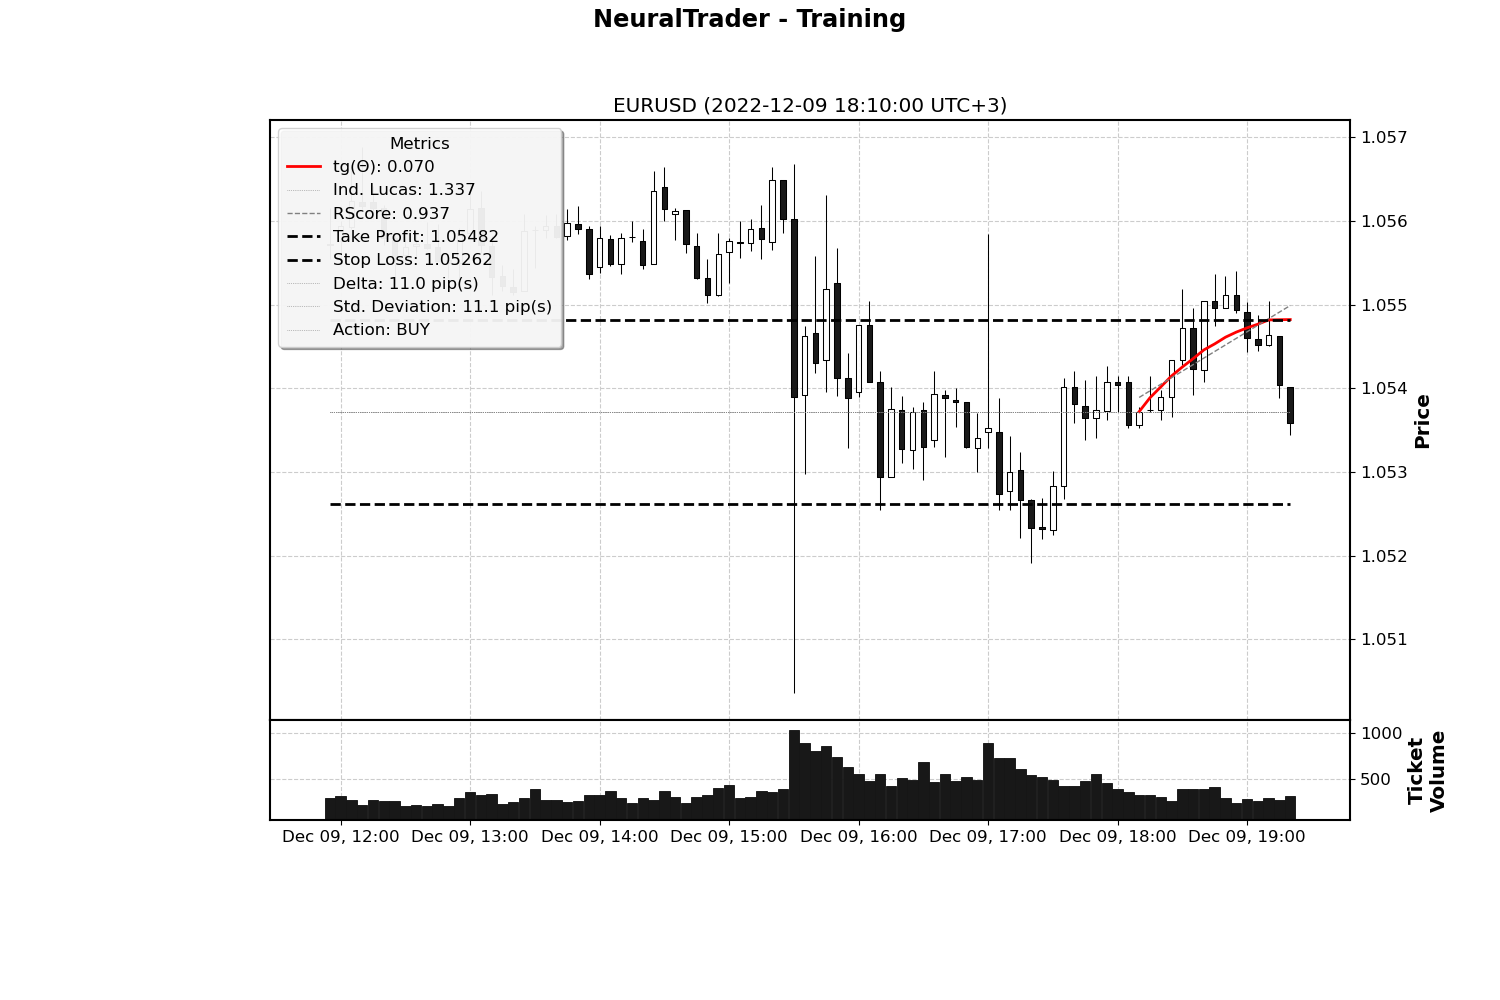 NeuralTrader - Training
EURUSD (2022-12-09 18:10:00 UTC+3)
Metrics
tg(Θ): 0.070
Ind. Lucas: 1.337
RScore: 0.937
Take Profit: 1.05482
Stop Loss: 1.05262
Delta: 11.0 pip(s)
Std. Deviation: 11.1 pip(s)
Action: BUY
1.057
1.056
1.055
1.054
1.053
1.052
1.051
Price
1000
500
Ticket
Volume
Dec 09, 12:00 Dec 09, 13:00 Dec 09, 14:00 Dec 09, 15:00 Dec 09, 16:00 Dec 09, 17:00 Dec 09, 18:00 Dec 09, 19:00